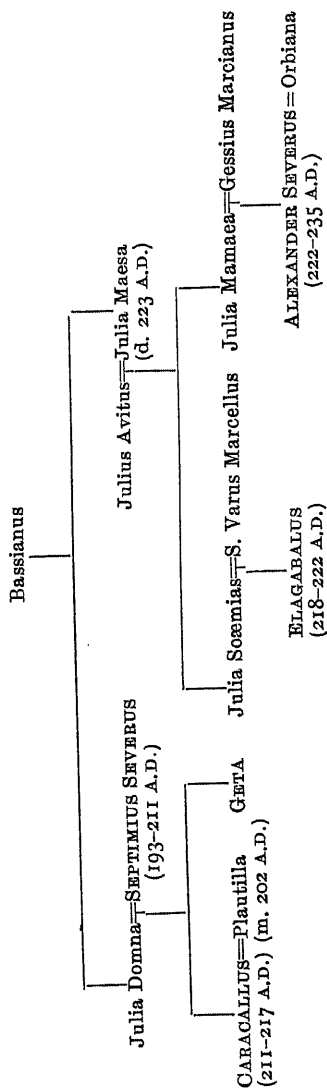 Bassianus
Julia Domna=SEPTIMIUS SEVERUS
(193–211 A.D.)
Julius Avitus=Julia Maesa
(d. 223 A.D.)
CARACALLUS=Plautilla
(211–217 A.D.) (m. 202 A.D.)
GETA
Julia Soæmias=S. Varus Marcellus
Julia Mamaea=Gessius Marcianus
ELAGABALUS
(218–222 A.D.)
ALEXANDER SEVERUS=Orbiana
(222–235 A.D.)